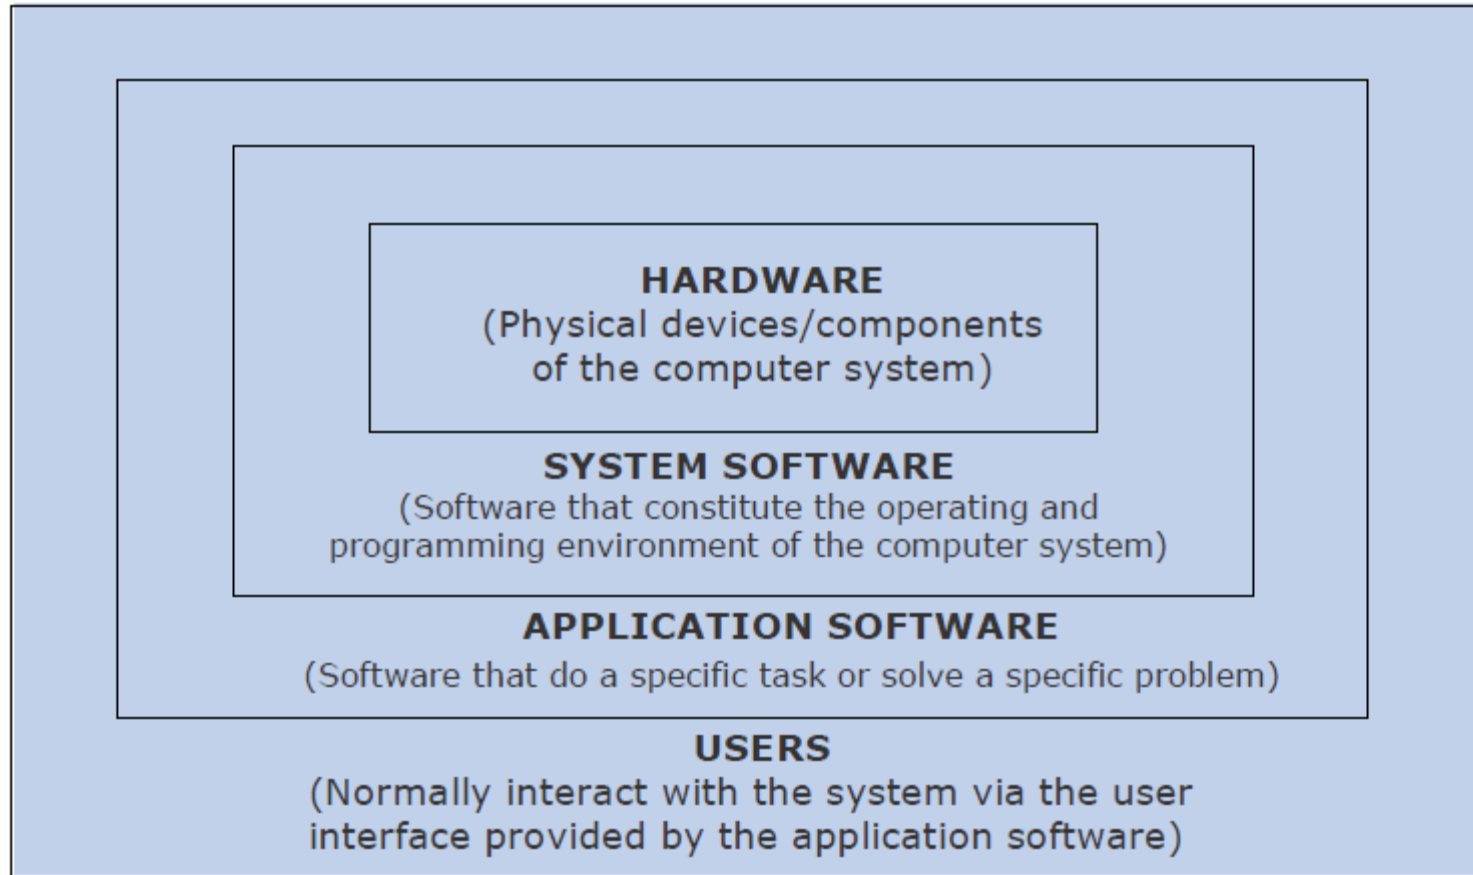 HARDWARE
(Physical devices/components
of the computer system)
SYSTEM SOFTWARE
(Software that constitute the operating and
programming environment of the computer system)
APPLICATION SOFTWARE
(Software that do a specific task or solve a specific problem)
USERS
(Normally interact with the system via the user
interface provided by the application software)